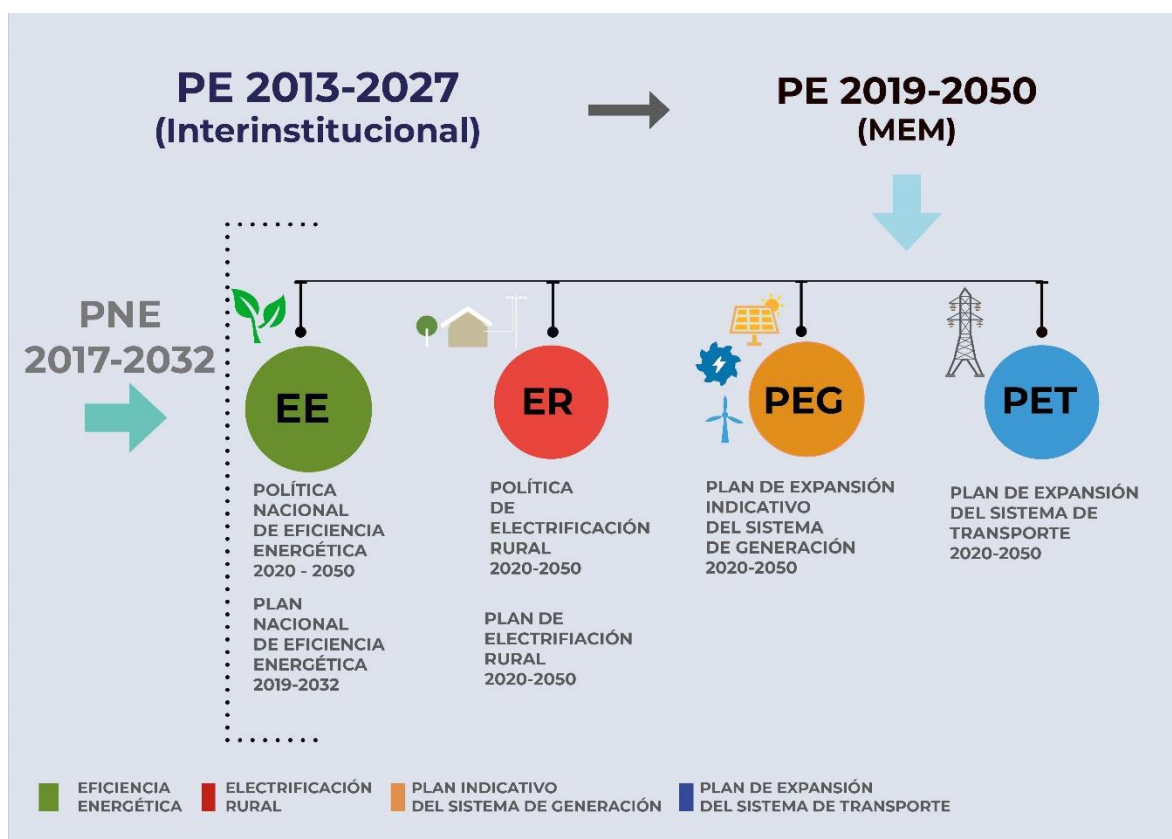 PE 2013-2027
(Interinstitucional)
PE 2019-2050
(MEM)
PNE
2017-2032
EE
POLÍTICA
NACIONAL
DE EFICIENCIA
ENERGÉTICA
2020 - 2050
PLAN
NACIONAL
DE EFICIENCIA
ENERGÉTICA
2019-2032
ER
POLÍTICA
DE
ELECTRIFICACIÓN
RURAL
2020-2050
PLAN DE
ELECTRIFIACIÓN
RURAL
2020-2050
PEG
PLAN DE EXPANSIÓN
INDICATIVO
DEL SISTEMA
DE GENERACIÓN
2020-2050
PET
PLAN DE EXPANSIÓN
DEL SISTEMA DE
TRANSPORTE
2020-2050
EFICIENCIA
ENERGÉTICA
ELECTRIFICACIÓN
RURAL
PLAN INDICATIVO
DEL SISTEMA DE GENERACIÓN
PLAN DE EXPANSIÓN
DEL SISTEMA DE TRANSPORTE